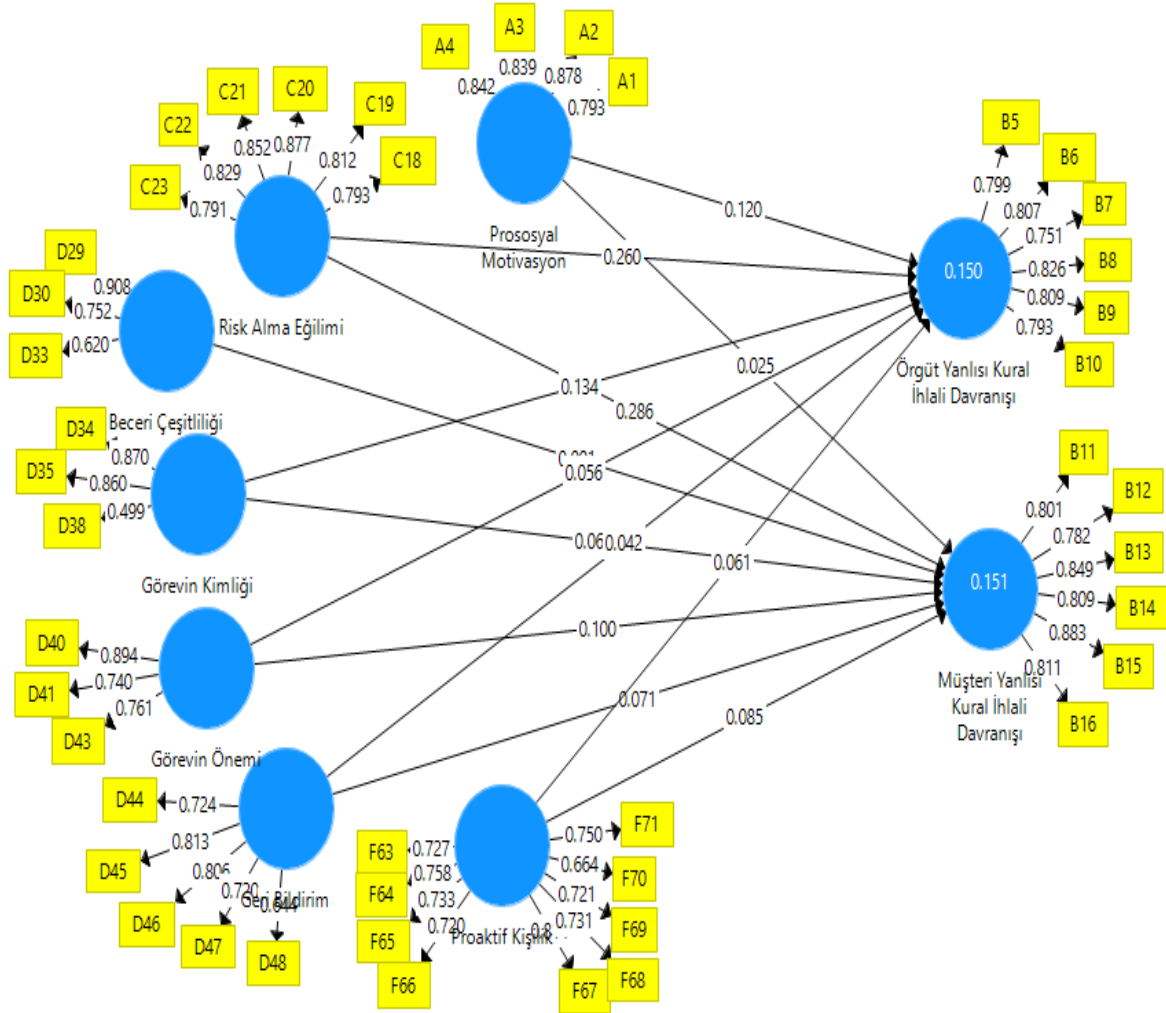 A3
A4
A2
A1
0.839
0.842
0.878
0.793
C21
C20
C19
C22
C18
C23
0.852
0.877
0.812
0.829
0.793
0.791
Prososyal
Motivasyon
B5
B6
B7
B8
B9
B10
0.799
0.807
0.751
0.826
0.809
0.793
0.150
0.120
0.260
Örgüt Yanlısı Kural
İhlali Davranışı
D29
D30
D33
0.908
0.752
0.620
Risk Alma Eğilimi
0.025
0.134
0.286
Beceri Çeşitliliği
D34
D35
D38
0.870
0.860
0.499
0.056
0.042
0.061
Görevin Kimliği
B11
B12
B13
B14
B15
B16
0.801
0.782
0.849
0.809
0.883
0.811
0.151
Müşteri Yanlısı
Kural İhlali
Davranışı
D40
D41
D43
0.894
0.740
0.761
0.100
0.071
0.085
Görevin Önemi
D44
D45
D46
D47
D48
0.724
0.813
0.806
0.720
Geri Bildirim
F63
F64
F65
F66
F67
F68
F69
F70
F71
0.727
0.758
0.733
0.720
0.731
0.721
0.664
0.750
Proaktif Kişilik